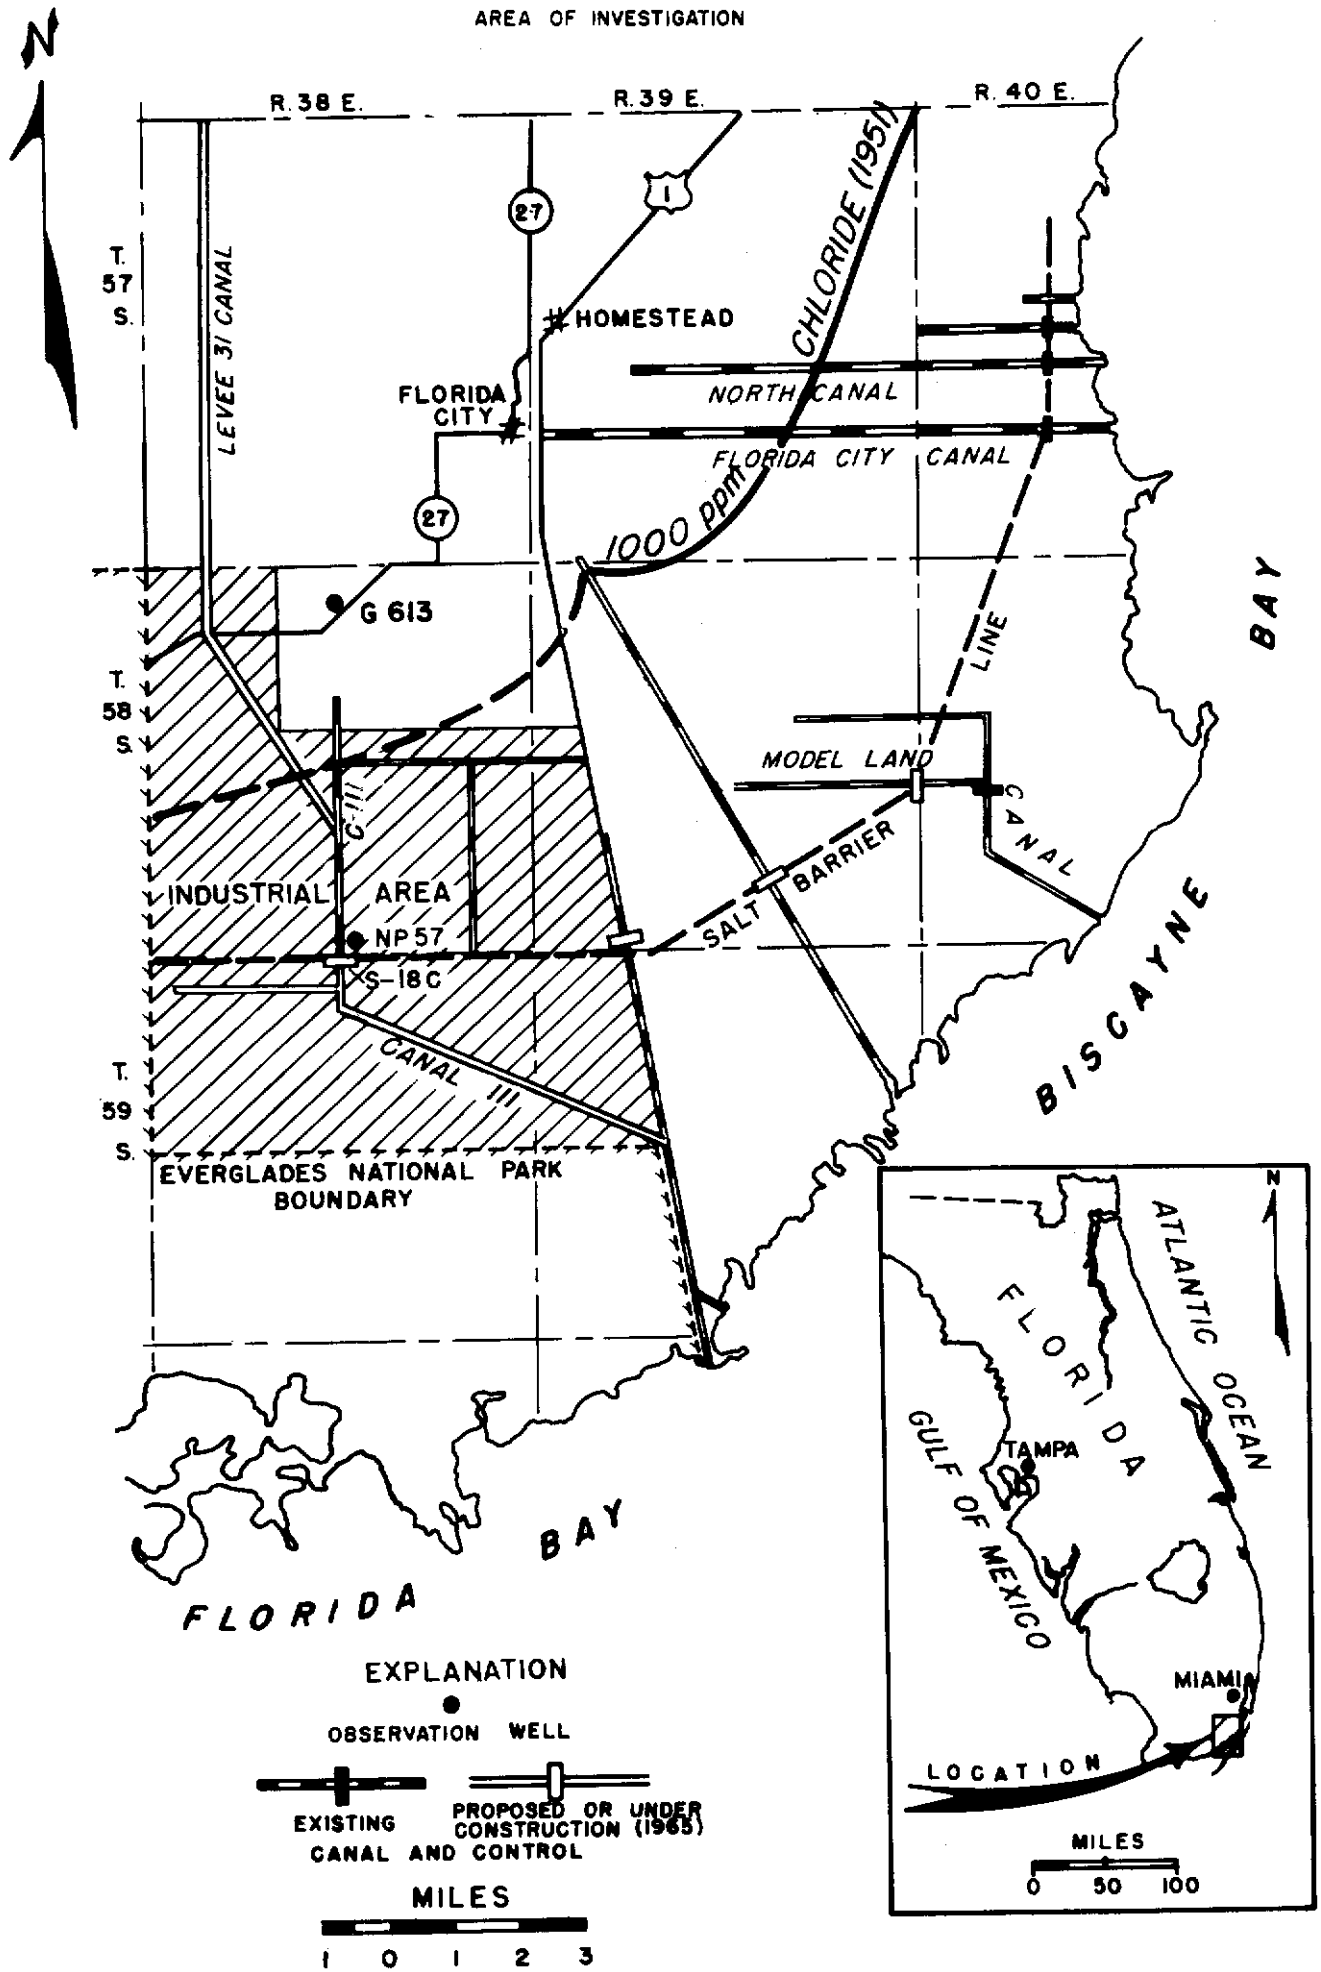 AREA OF INVESTIGATION
N
R. 38 E.
R. 39 E.
R. 40 E.
CHLORIDE (1951)
1
27
T.
57
S.
LEVEE 31 CANAL
HOMESTEAD
FLORIDA
CITY
NORTH CANAL
FLORIDA CITY CANAL
1000 ppm
27
G 613
LINE
BAY
T.
58
S.
MODEL LAND
CANAL
C-111
INDUSTRIAL AREA
SALT BARRIER
NP 57
S-18C
BISCAYNE
CANAL 111
T.
59
S.
EVERGLADES NATIONAL PARK
BOUNDARY
N
ATLANTIC OCEAN
FLORIDA
GULF OF MEXICO
TAMPA
MIAMI
LOCATION
MILES
0 50 100
BAY
FLORIDA
EXPLANATION
OBSERVATION WELL
EXISTING
PROPOSED OR UNDER
CONSTRUCTION (1965)
CANAL AND CONTROL
MILES
1 0 1 2 3